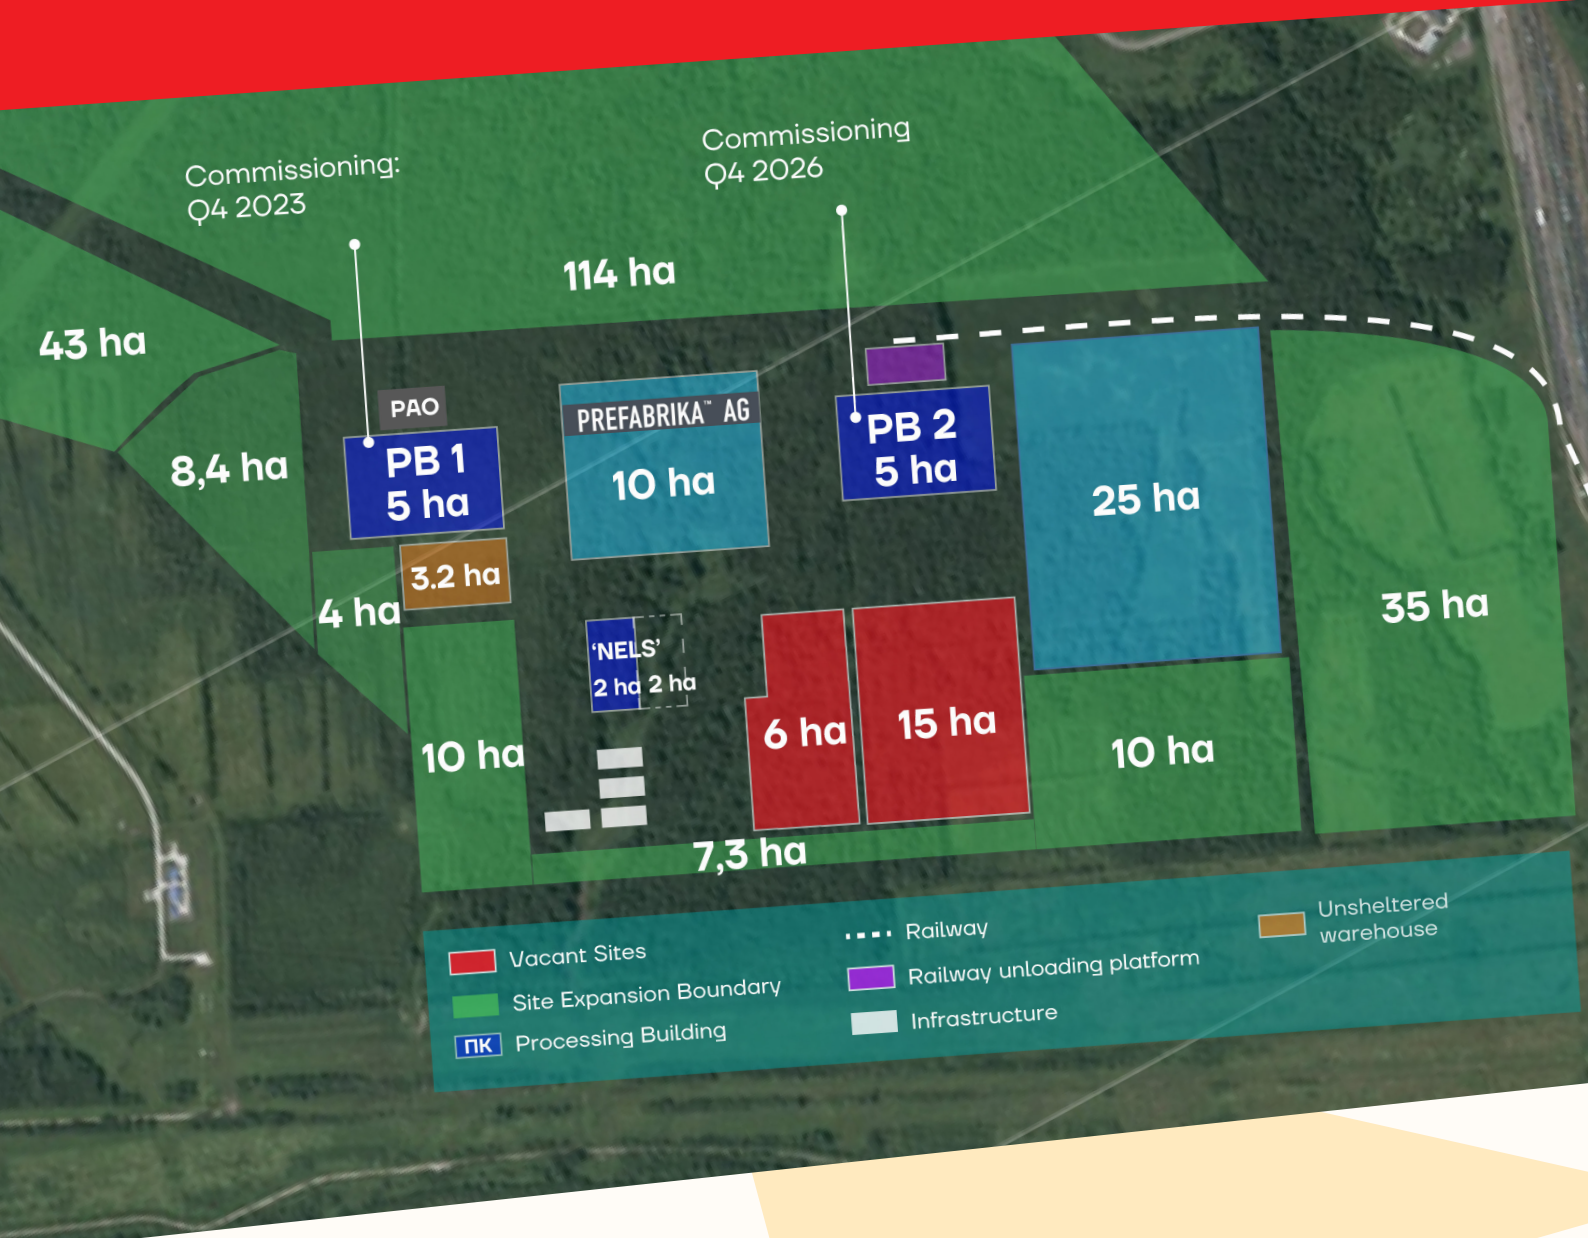 Commissioning:
Q4 2023
Commissioning
Q4 2026
114 ha
43 ha
8,4 ha
PAO
PB 1
5 ha
PREFABRIKA™ AG
10 ha
PB 2
5 ha
25 ha
35 ha
3.2 ha
4 ha
10 ha
‘NELS’
2 ha 2 ha
6 ha
15 ha
10 ha
7,3 ha
Vacant Sites
Site Expansion Boundary
ПК Processing Building
Railway
Railway unloading platform
Infrastructure
Unsheltered
warehouse